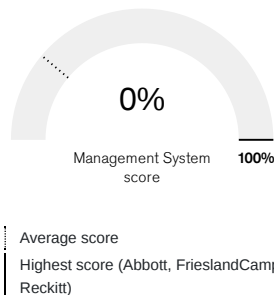 0%
Management System
score
100%
Average score
Highest score (Abbott, FrieslandCamp
Reckitt)